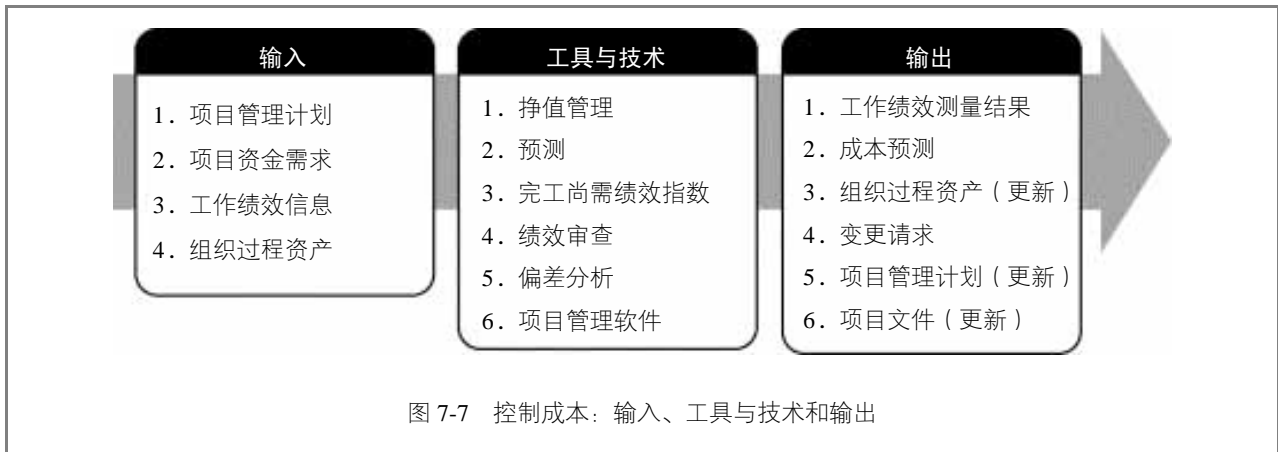 输入
1. 项目管理计划
2. 项目资金需求
3. 工作绩效信息
4. 组织过程资产
工具与技术
1. 挣值管理
2. 预测
3. 完工尚需绩效指数
4. 绩效审查
5. 偏差分析
6. 项目管理软件
输出
1. 工作绩效测量结果
2. 成本预测
3. 组织过程资产（更新）
4. 变更请求
5. 项目管理计划（更新）
6. 项目文件（更新）
图 7-7 控制成本：输入、工具与技术和输出